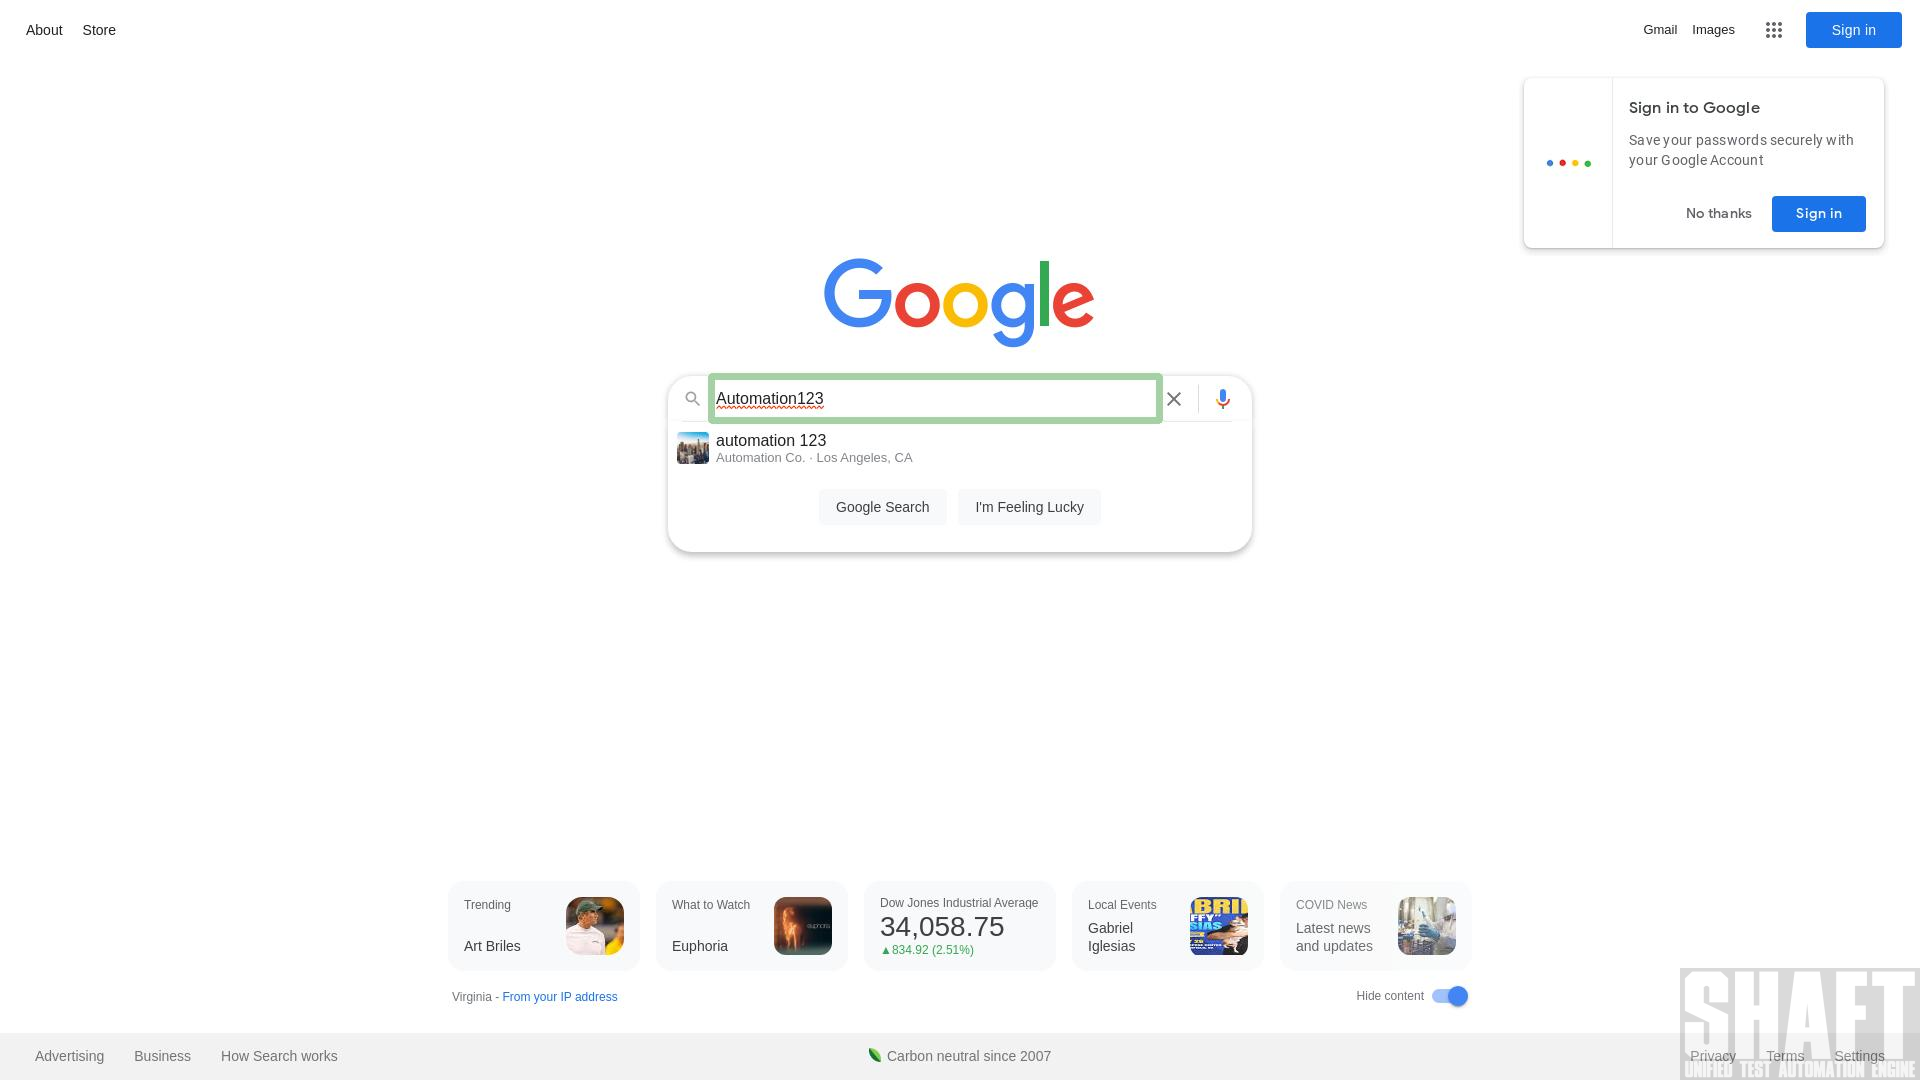 About
Store
Gmail
Images
Sign in
Sign in to Google
Save your passwords securely with
your Google Account
No thanks
Sign in
Google
Automation123
automation 123
Automation Co. · Los Angeles, CA
Google Search
I'm Feeling Lucky
Trending
Art Briles
What to Watch
Euphoria
euphoria
Dow Jones Industrial Average
34,058.75
▲834.92 (2.51%)
Local Events
Gabriel
Iglesias
COVID News
Latest news
and updates
Virginia - From your IP address
Hide content
Advertising
Business
How Search works
Carbon neutral since 2007
Privacy
Terms
Settings
SHAFT
UNIFIED TEST AUTOMATION ENGINE